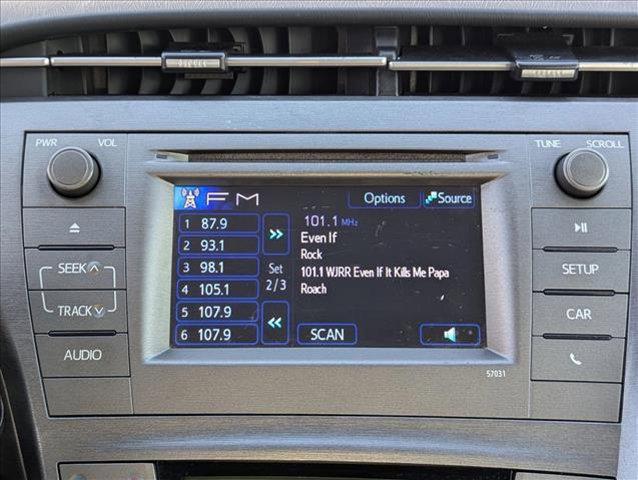 PWR VOL
TUNE SCROLL
FM
Options
Source
1 87.9
2 93.1
3 98.1
4 105.1
5 107.9
6 107.9
Set
2/3
101.1 MHz
Even If
Rock
101.1 WJRR Even If It Kills Me Papa
Roach
SCAN
SEEK
TRACK
AUDIO
SETUP
CAR
57031